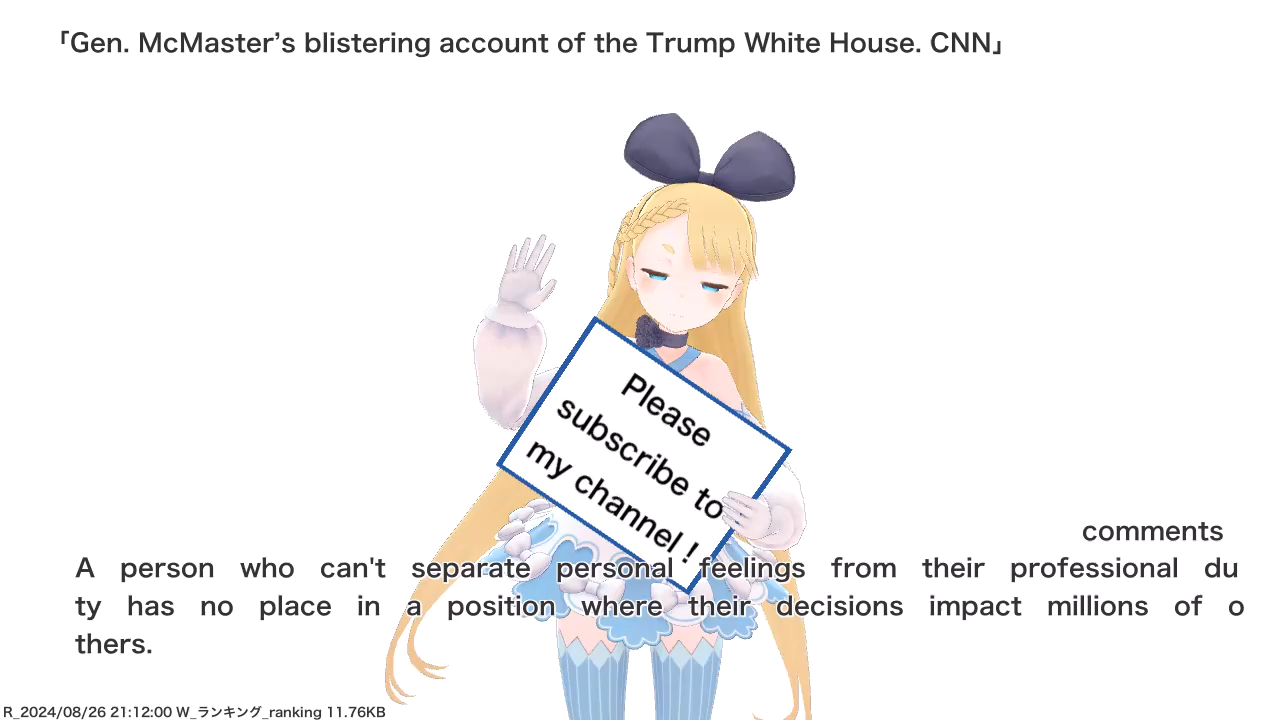 「Gen. McMaster’s blistering account of the Trump White House. CNN」
Please
subscribe to
my channel !
comments
A person who can't separate personal feelings from their professional du
ty has no place in a position where their decisions impact millions of o
thers.
R_2024/08/26 21:12:00 W_ランキング_ranking 11.76KB